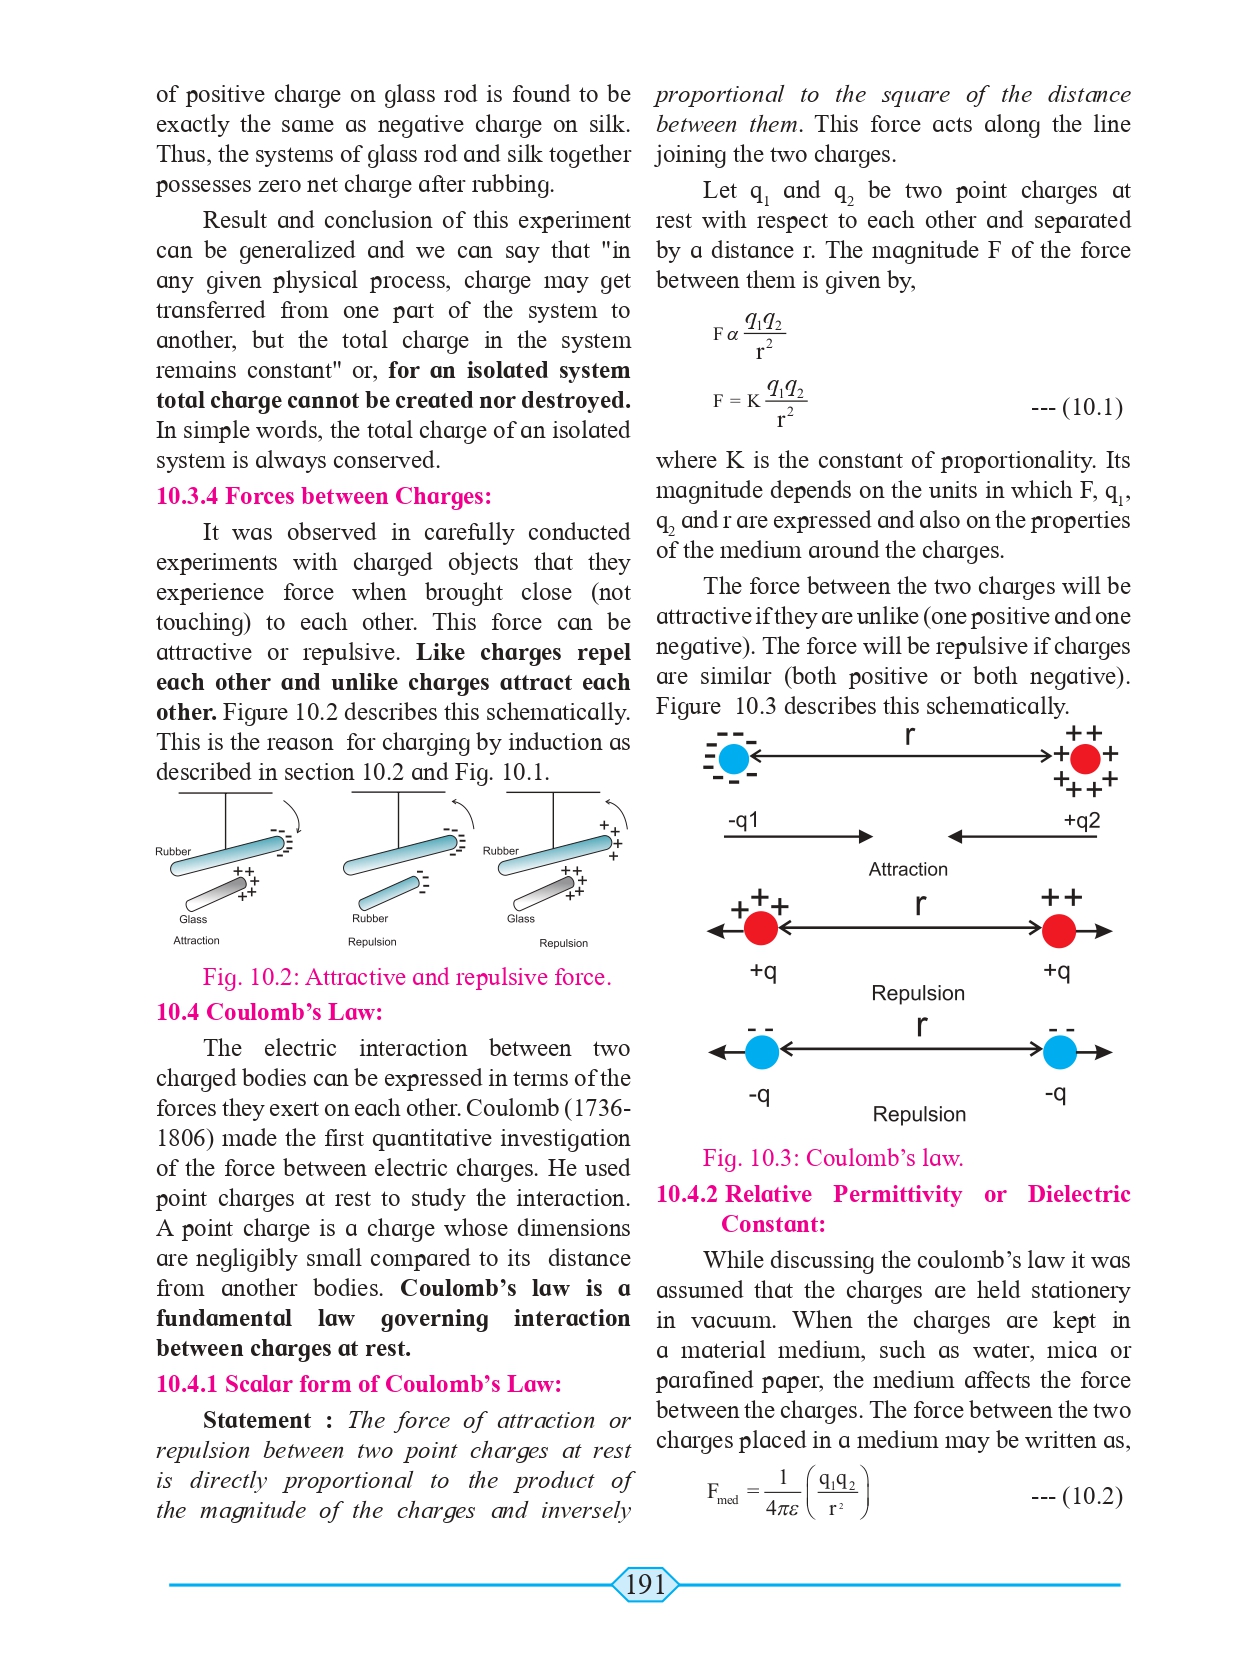 of positive charge on glass rod is found to be
exactly the same as negative charge on silk.
Thus, the systems of glass rod and silk together
possesses zero net charge after rubbing.
Result and conclusion of this experiment
can be generalized and we can say that "in
any given physical process, charge may get
transferred from one part of the system to
another, but the total charge in the system
remains constant" or, for an isolated system
total charge cannot be created nor destroyed.
In simple words, the total charge of an isolated
system is always conserved.
10.3.4 Forces between Charges:
It was observed in carefully conducted
experiments with charged objects that they
experience force when brought close (not
touching) to each other. This force can be
attractive or repulsive. Like charges repel
each other and unlike charges attract each
other. Figure 10.2 describes this schematically.
This is the reason for charging by induction as
described in section 10.2 and Fig. 10.1.
Rubber
Glass
Attraction
Rubber
Repulsion
Rubber
Glass
Repulsion
Fig. 10.2: Attractive and repulsive force.
10.4 Coulomb’s Law:
The electric interaction between two
charged bodies can be expressed in terms of the
forces they exert on each other. Coulomb (1736-
1806) made the first quantitative investigation
of the force between electric charges. He used
point charges at rest to study the interaction.
A point charge is a charge whose dimensions
are negligibly small compared to its distance
from another bodies. Coulomb’s law is a
fundamental law governing interaction
between charges at rest.
10.4.1 Scalar form of Coulomb’s Law:
Statement : The force of attraction or
repulsion between two point charges at rest
is directly proportional to the product of
the magnitude of the charges and inversely
proportional to the square of the distance
between them. This force acts along the line
joining the two charges.
Let q₁ and q₂ be two point charges at
rest with respect to each other and separated
by a distance r. The magnitude F of the force
between them is given by,
F α q₁q₂ / r²
F = K q₁q₂ / r² --- (10.1)
where K is the constant of proportionality. Its
magnitude depends on the units in which F, q₁,
q₂ and r are expressed and also on the properties
of the medium around the charges.
The force between the two charges will be
attractive if they are unlike (one positive and one
negative). The force will be repulsive if charges
are similar (both positive or both negative).
Figure 10.3 describes this schematically.
r
-q1 +q2
Attraction
r
+q +q
Repulsion
r
-q -q
Repulsion
Fig. 10.3: Coulomb’s law.
10.4.2 Relative Permittivity or Dielectric
Constant:
While discussing the coulomb’s law it was
assumed that the charges are held stationery
in vacuum. When the charges are kept in
a material medium, such as water, mica or
parafined paper, the medium affects the force
between the charges. The force between the two
charges placed in a medium may be written as,
F_med = 1/4πε (q₁q₂ / r²) --- (10.2)
191